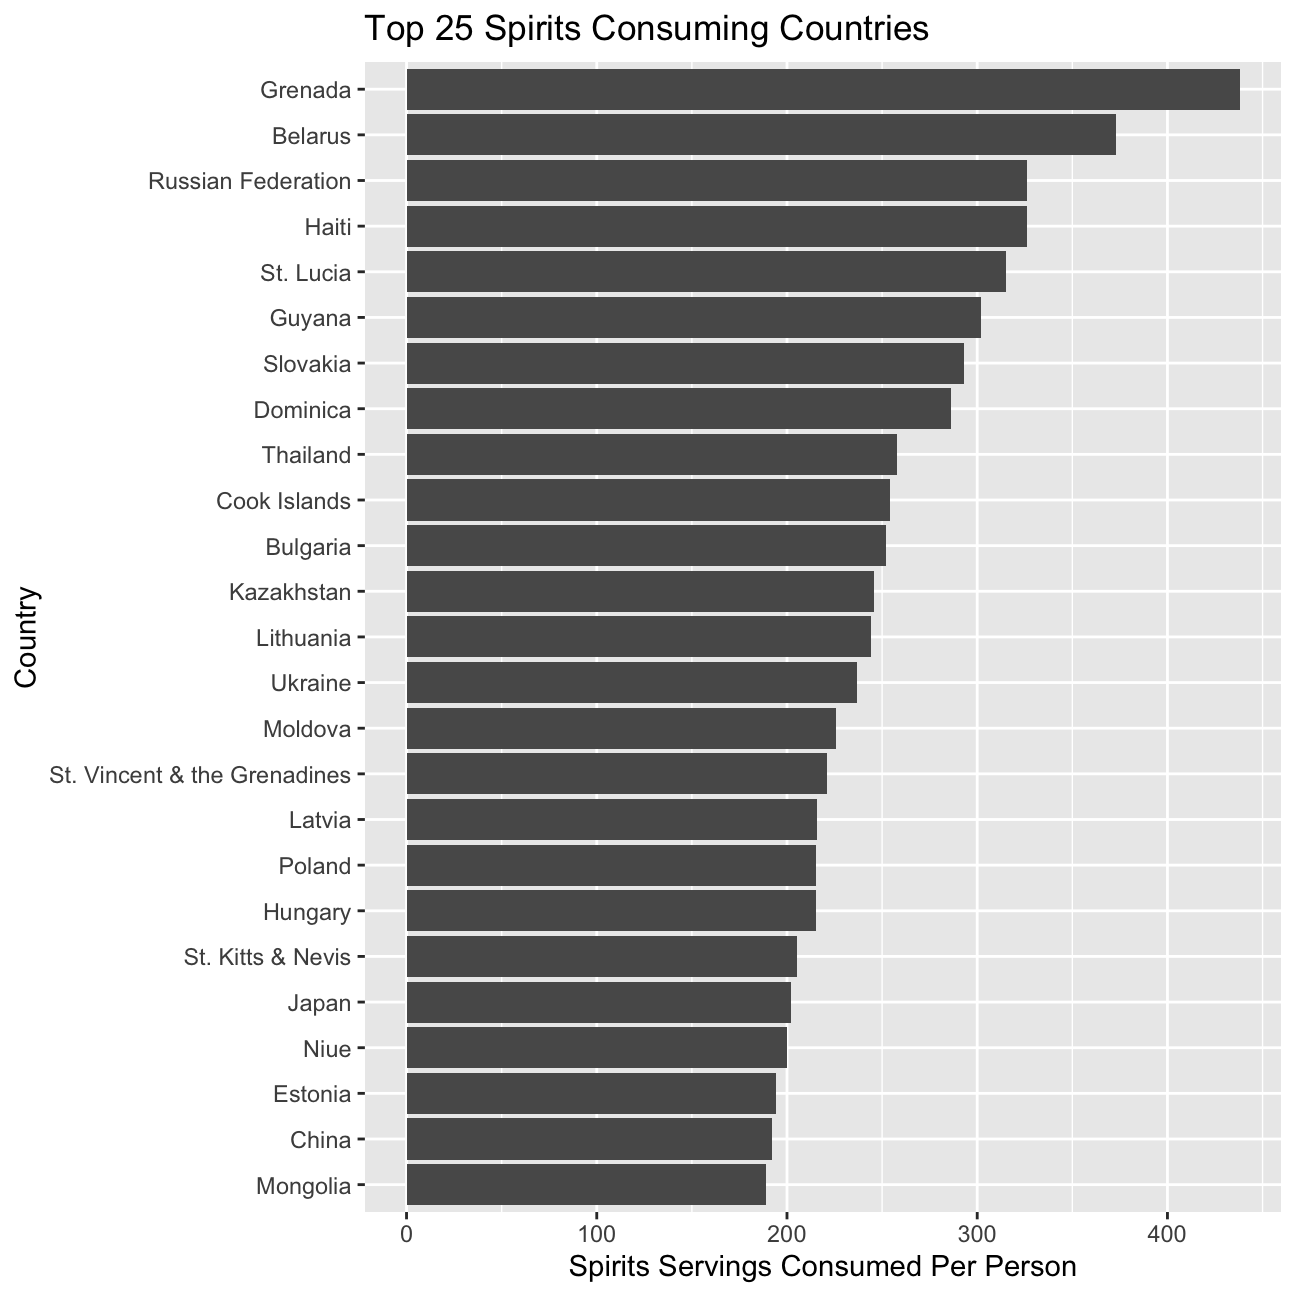 Top 25 Spirits Consuming Countries
Grenada
Belarus
Russian Federation
Haiti
St. Lucia
Guyana
Slovakia
Dominica
Thailand
Cook Islands
Bulgaria
Kazakhstan
Lithuania
Ukraine
Moldova
St. Vincent & the Grenadines
Latvia
Poland
Hungary
St. Kitts & Nevis
Japan
Niue
Estonia
China
Mongolia
Country
0 100 200 300 400
Spirits Servings Consumed Per Person